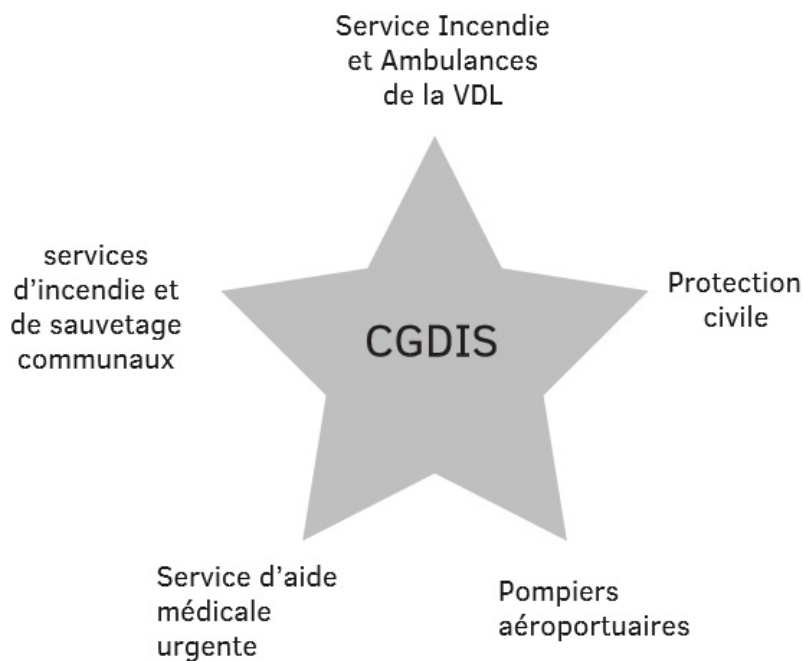 Service Incendie
et Ambulances
de la VDL
services
d'incendie et
de sauvetage
communaux
Protection
civile
CGDIS
Service d'aide
médicale
urgente
Pompiers
aéroportuaires